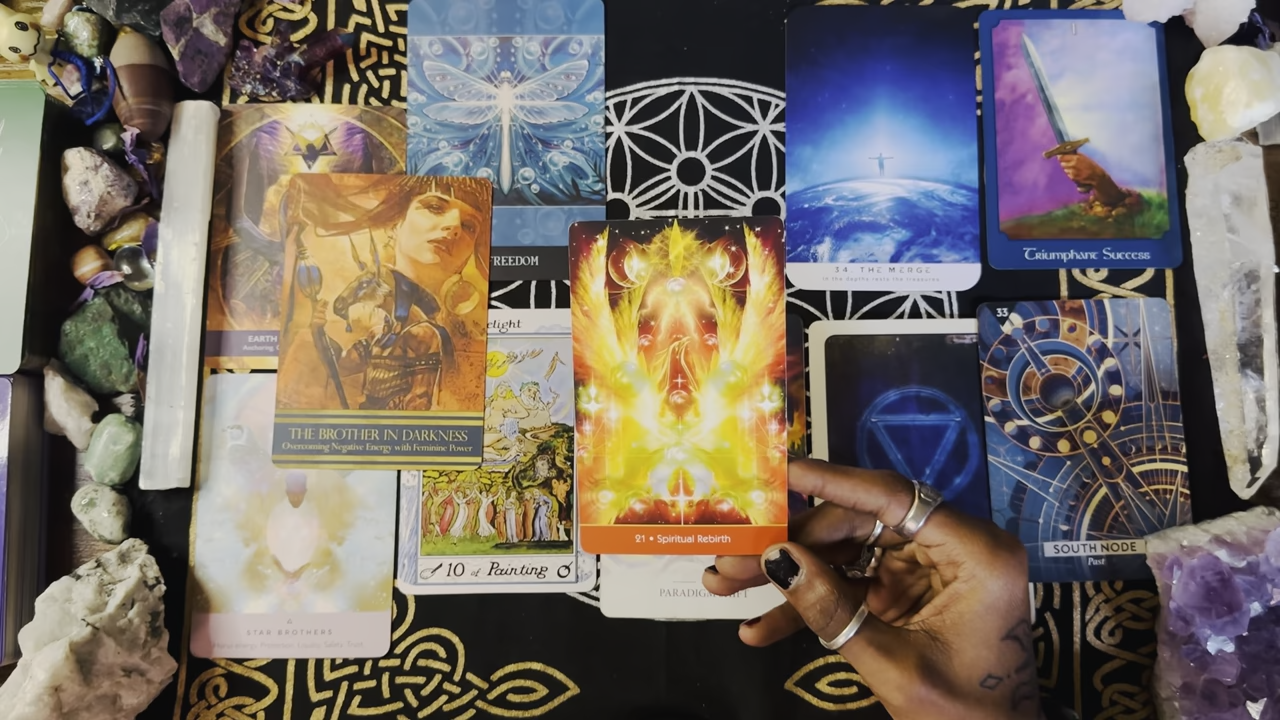 FREEDOM
EARTH
34. THE MERGE
in the depths rests the treasures
I
Triumphant Success
THE BROTHER IN DARKNESS
Overcoming Negative Energy with Feminine Power
elight
10 of Painting
21 • Spiritual Rebirth
PARADIGM SHIFT
33
SOUTH NODE
Past
STAR BROTHERS